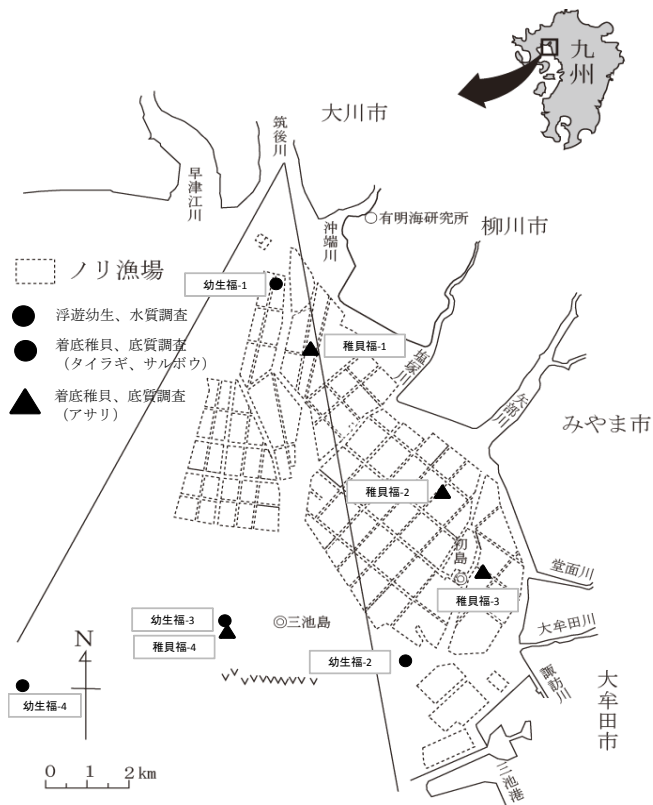 九州
大川市
筑後川
早津江川
有明海研究所
沖端川
柳川市
ノリ漁場
幼生福-1
浮遊幼生、水質調査
着底稚貝、底質調査
（タイラギ、サルボウ）
稚貝福-1
塩塚川
着底稚貝、底質調査
（アサリ）
矢部川
みやま市
稚貝福-2
初島
堂面川
稚貝福-3
幼生福-3
◎三池島
大牟田川
稚貝福-4
N
幼生福-2
諏訪川
大牟田市
幼生福-4
0 1 2km
三池港